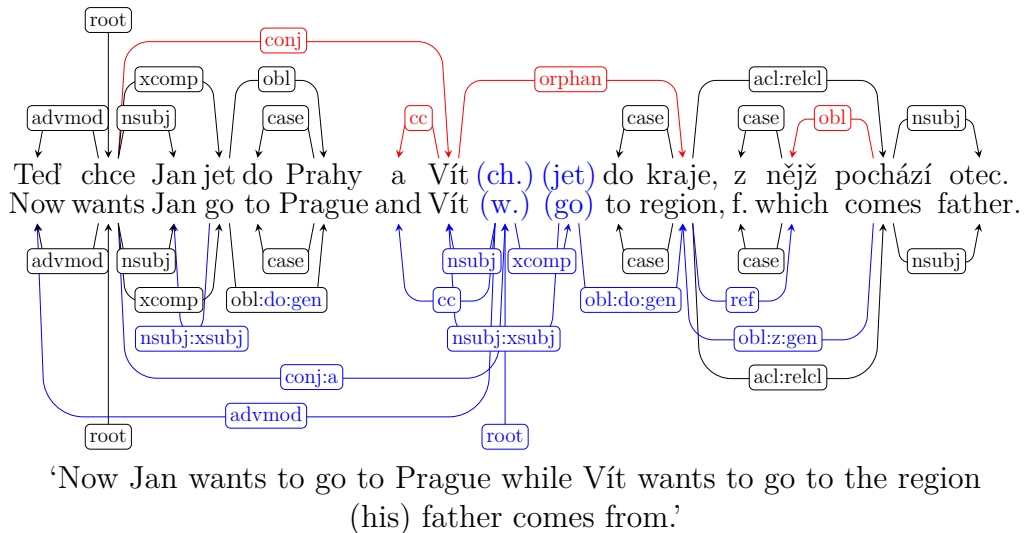 root
conj
xcomp obl orphan acl:relcl
advmod nsubj case cc case case obl nsubj
Teď chce Jan jet do Prahy a Vít (ch.) (jet) do kraje, z nějž pochází otec.
Now wants Jan go to Prague and Vít (w.) (go) to region, f. which comes father.
advmod nsubj case nsubj xcomp case case nsubj
xcomp obl:do:gen cc obl:do:gen ref
nsubj:xsubj nsubj:xsubj obl:z:gen
conj:a acl:relcl
advmod
root root
‘Now Jan wants to go to Prague while Vít wants to go to the region
(his) father comes from.’